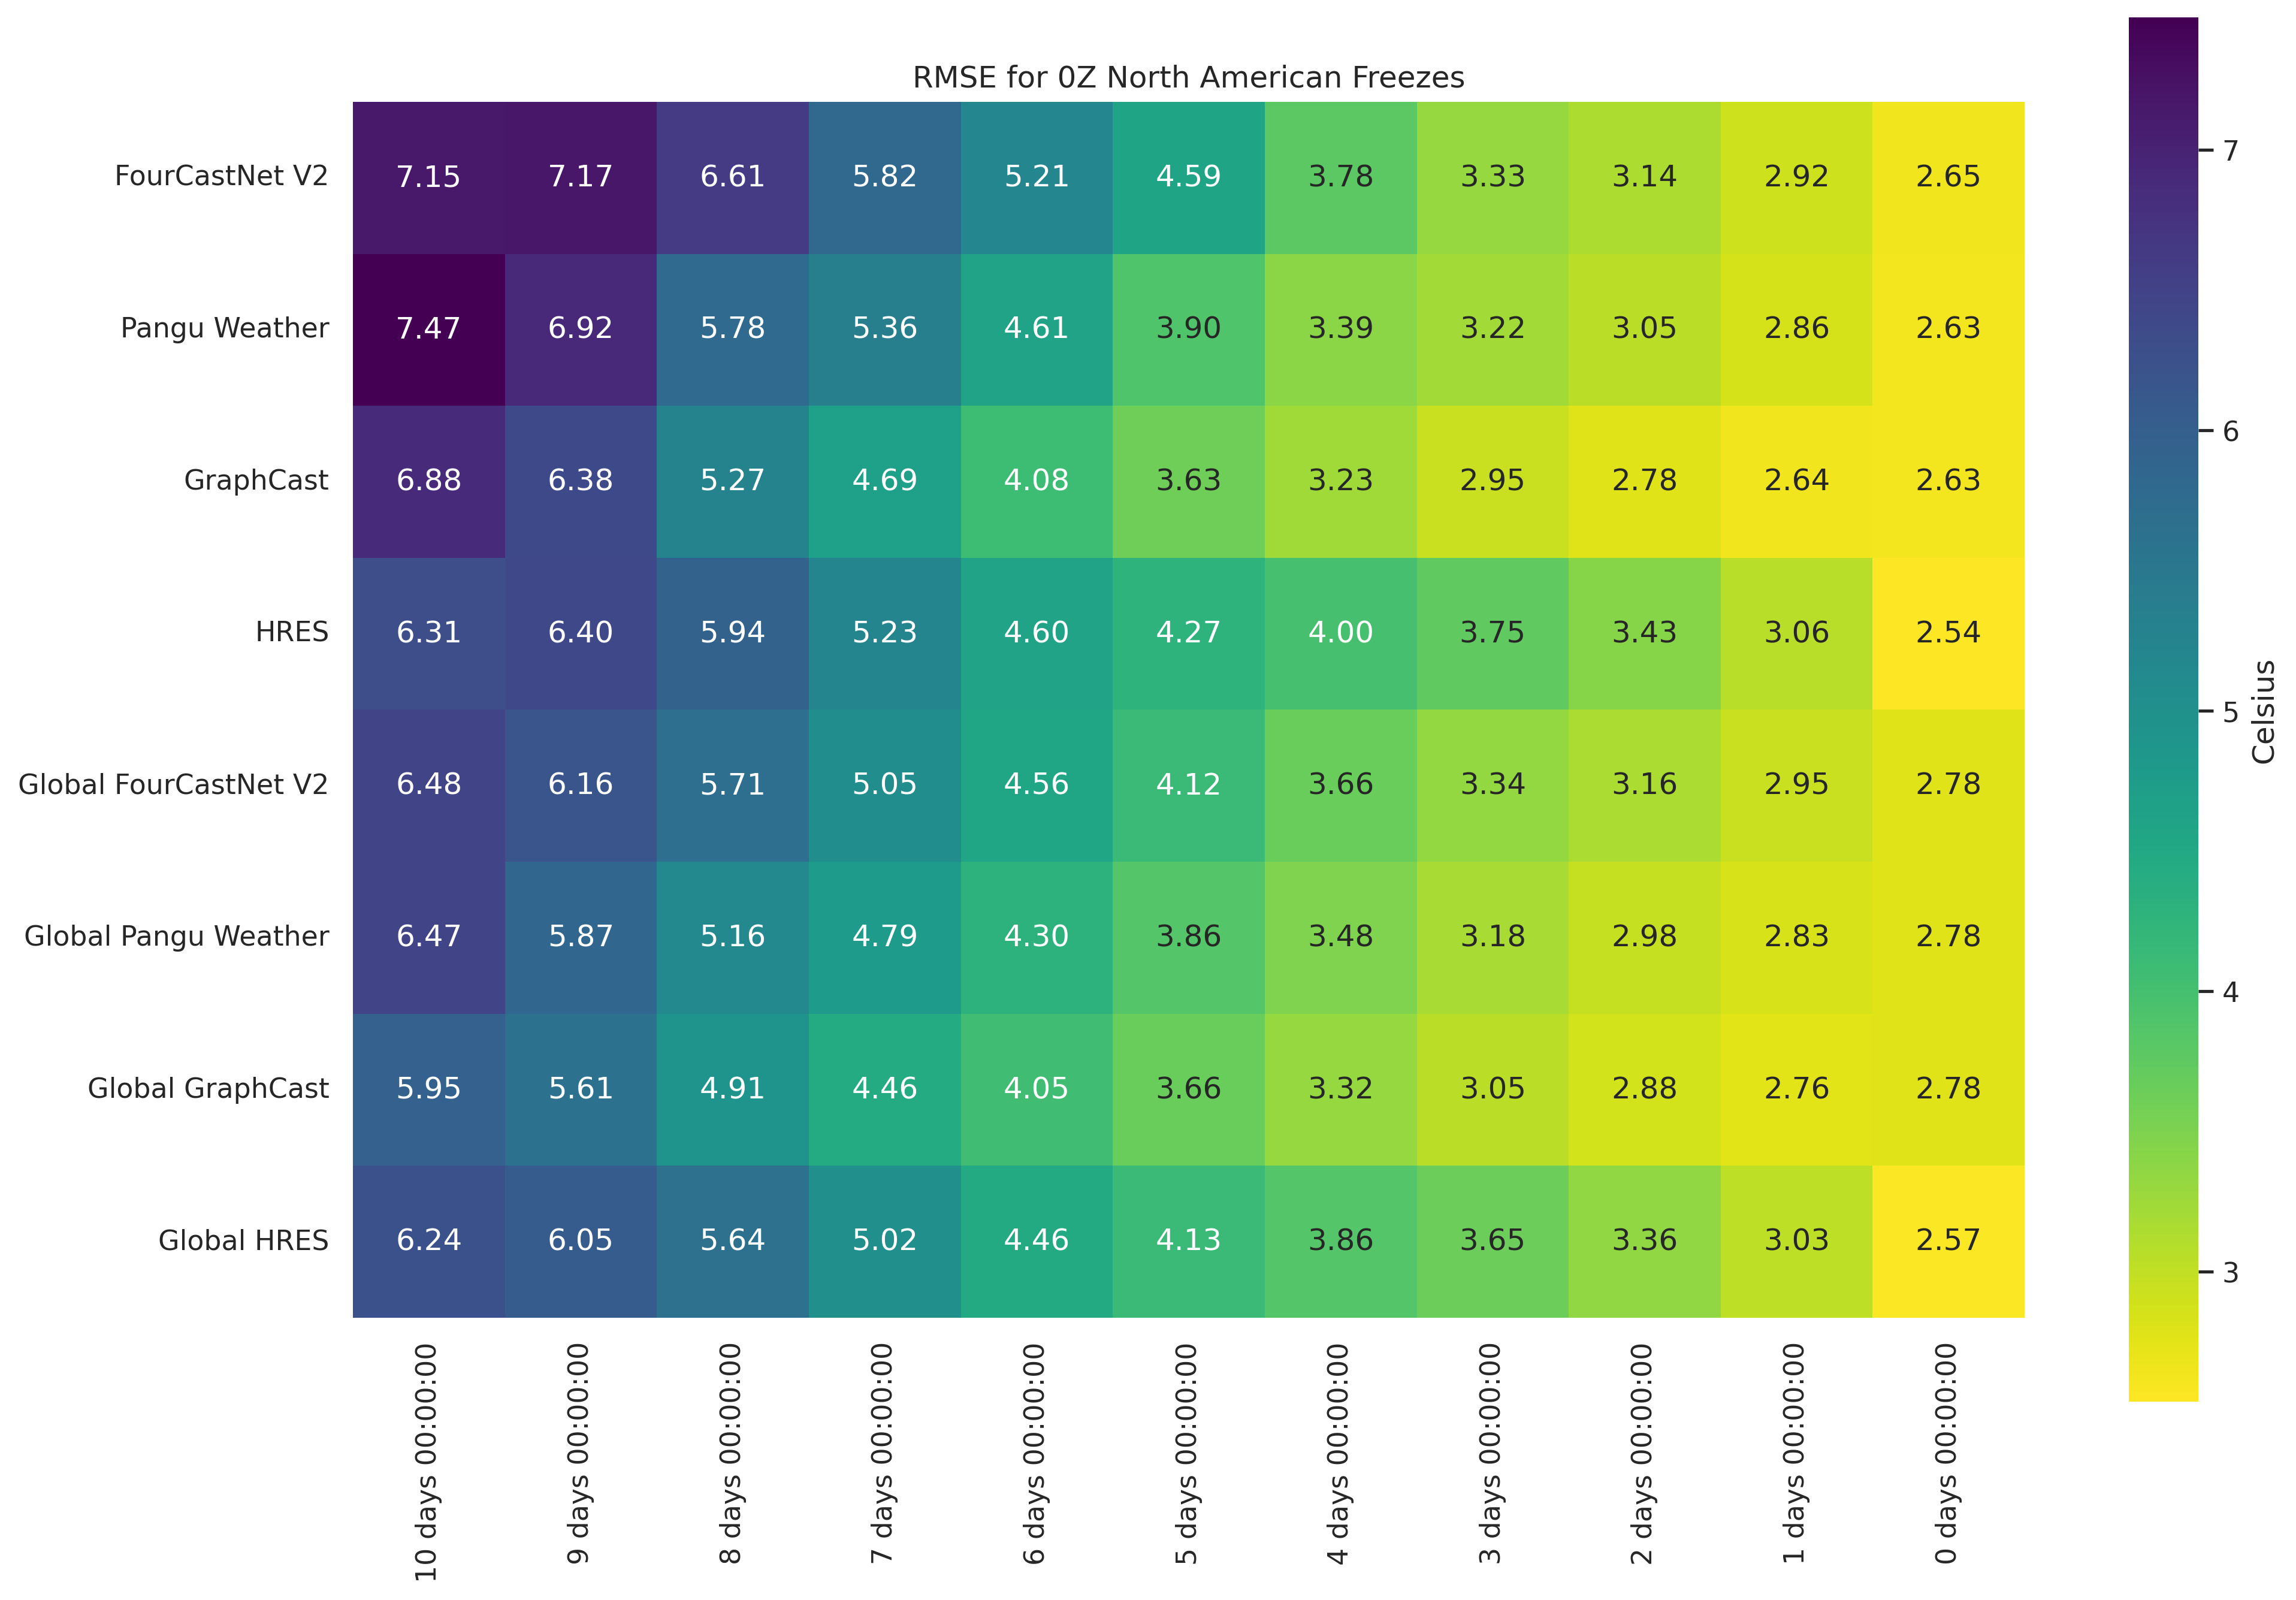 RMSE for 0Z North American Freezes
FourCastNet V2 7.15 7.17 6.61 5.82 5.21 4.59 3.78 3.33 3.14 2.92 2.65
Pangu Weather 7.47 6.92 5.78 5.36 4.61 3.90 3.39 3.22 3.05 2.86 2.63
GraphCast 6.88 6.38 5.27 4.69 4.08 3.63 3.23 2.95 2.78 2.64 2.63
HRES 6.31 6.40 5.94 5.23 4.60 4.27 4.00 3.75 3.43 3.06 2.54
Global FourCastNet V2 6.48 6.16 5.71 5.05 4.56 4.12 3.66 3.34 3.16 2.95 2.78
Global Pangu Weather 6.47 5.87 5.16 4.79 4.30 3.86 3.48 3.18 2.98 2.83 2.78
Global GraphCast 5.95 5.61 4.91 4.46 4.05 3.66 3.32 3.05 2.88 2.76 2.78
Global HRES 6.24 6.05 5.64 5.02 4.46 4.13 3.86 3.65 3.36 3.03 2.57
10 days 00:00:00
9 days 00:00:00
8 days 00:00:00
7 days 00:00:00
6 days 00:00:00
5 days 00:00:00
4 days 00:00:00
3 days 00:00:00
2 days 00:00:00
1 days 00:00:00
0 days 00:00:00
7
6
5
4
3
Celsius